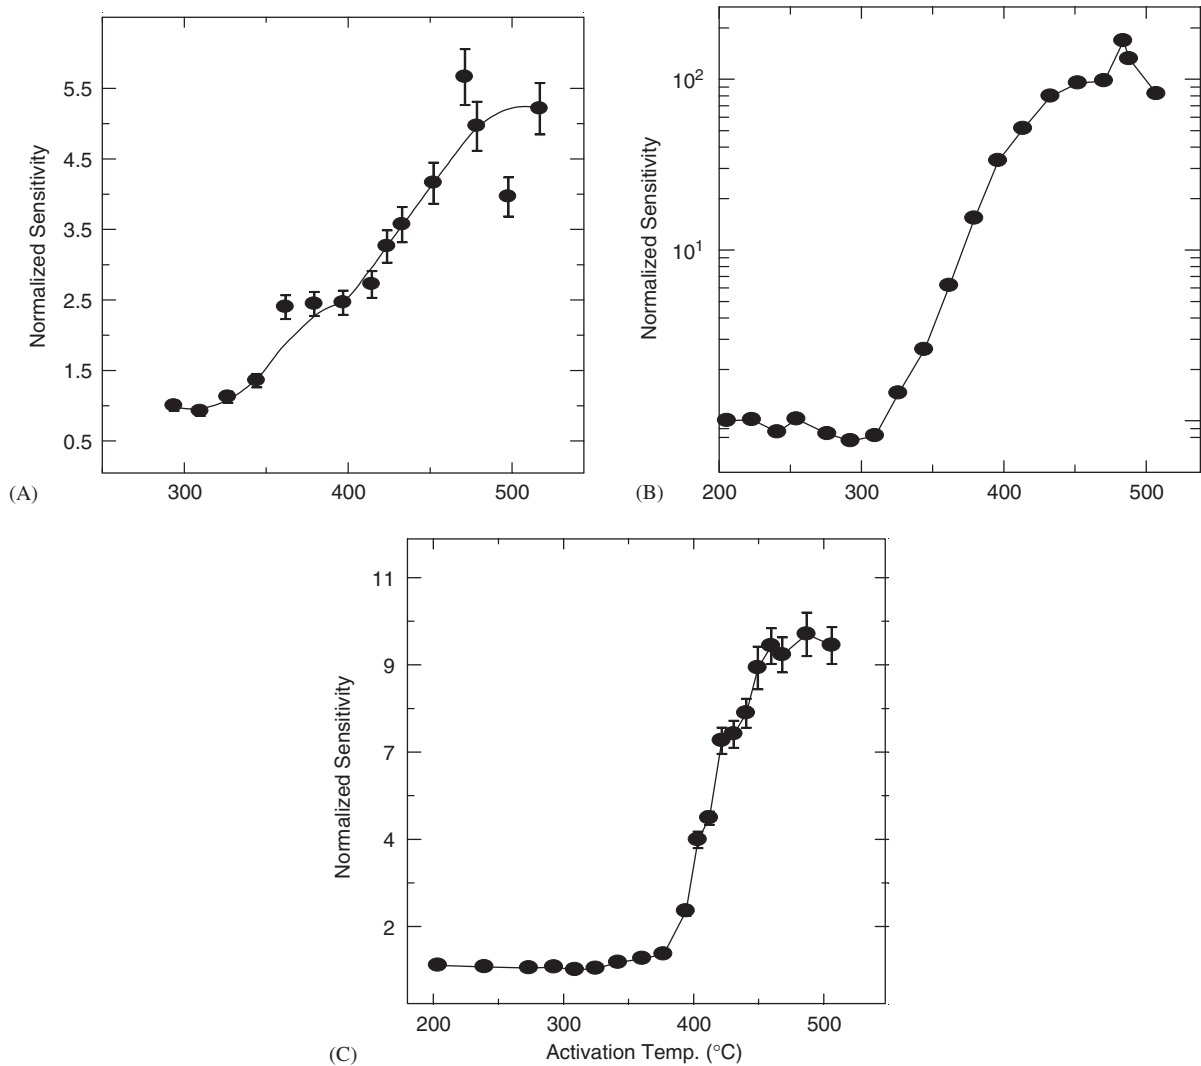 Normalized Sensitivity
5.5
4.5
3.5
2.5
1.5
0.5
300 400 500
(A)
Normalized Sensitivity
10²
10¹
200 300 400 500
(B)
Normalized Sensitivity
11
9
7
4
2
200 300 400 500
Activation Temp. (°C)
(C)